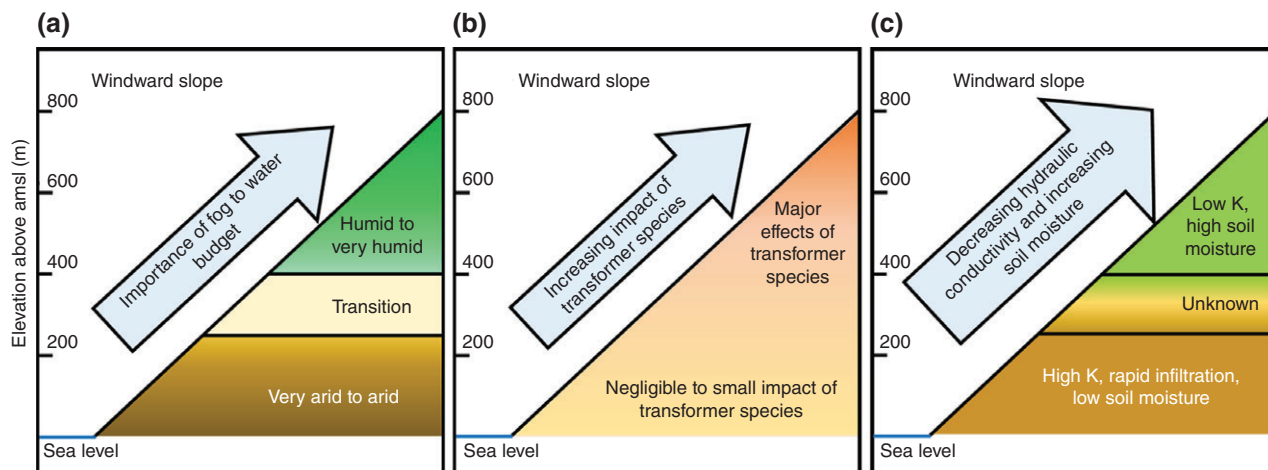 (a)
Elevation above amsl (m)
Windward slope
800
600
400
200
Importance of fog to water
budget
Humid to
very humid
Transition
Very arid to arid
Sea level
(b)
Windward slope
800
600
400
200
Increasing impact of
transformer species
Major
effects of
transformer
species
Negligible to small impact of
transformer species
Sea level
(c)
Windward slope
800
600
400
200
Decreasing hydraulic
conductivity and increasing
soil moisture
Low K,
high soil
moisture
Unknown
High K, rapid infiltration,
low soil moisture
Sea level